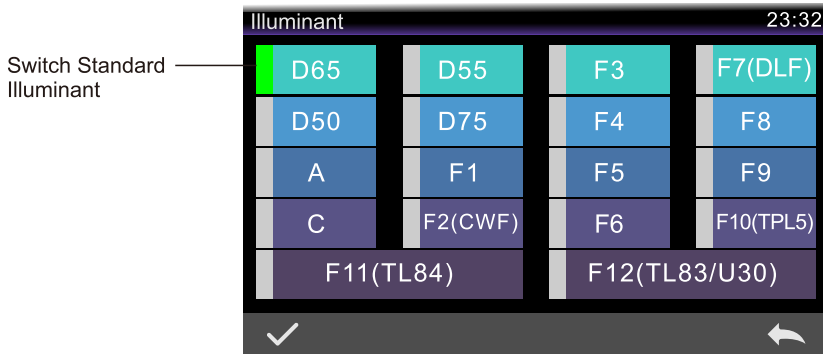 Illuminant 23:32
Switch Standard
Illuminant
D65 D55 F3 F7(DLF)
D50 D75 F4 F8
A F1 F5 F9
C F2(CWF) F6 F10(TPL5)
F11(TL84) F12(TL83/U30)